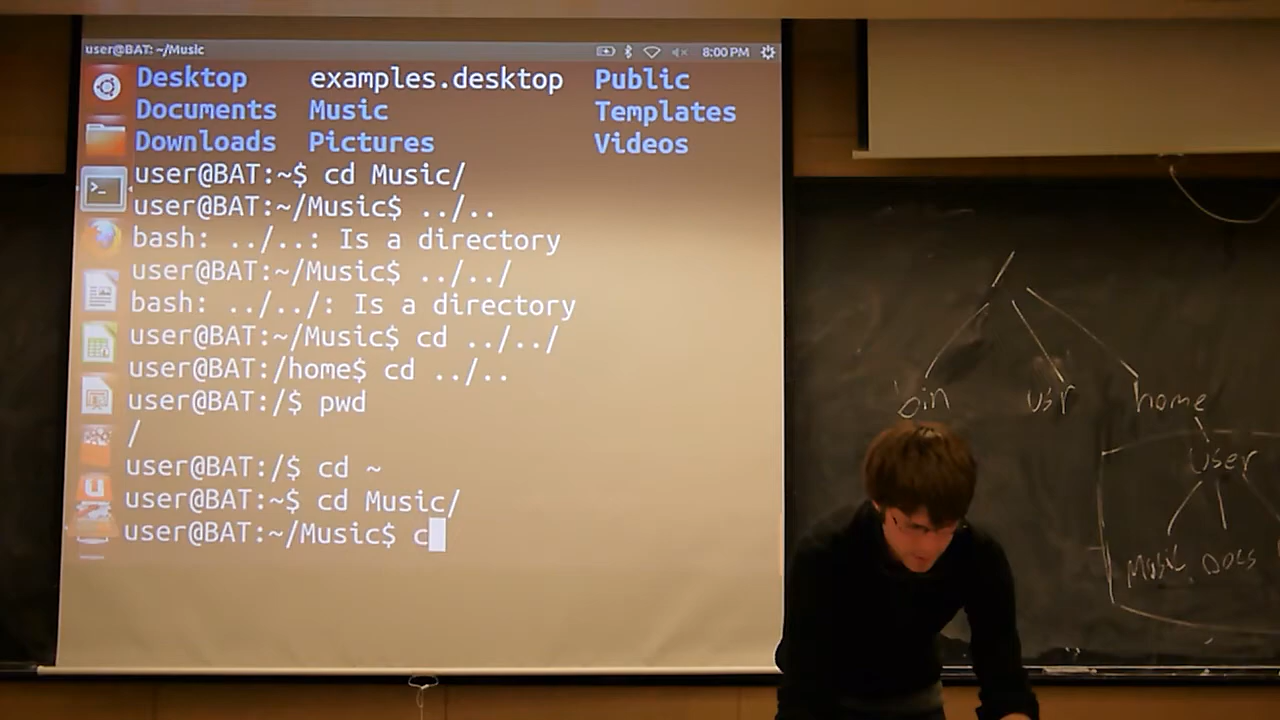 user@BAT: ~/Music 8:00 PM
Desktop examples.desktop Public
Documents Music Templates
Downloads Pictures Videos
user@BAT:~$ cd Music/
user@BAT:~/Music$ ../..
bash: ../..: Is a directory
user@BAT:~/Music$ ../../
bash: ../../: Is a directory
user@BAT:~/Music$ cd ../../
user@BAT:/home$ cd ../..
user@BAT:/$ pwd
/
user@BAT:/$ cd ~
user@BAT:~$ cd Music/
user@BAT:~/Music$ c
/
bin usr home
user
Music Docs